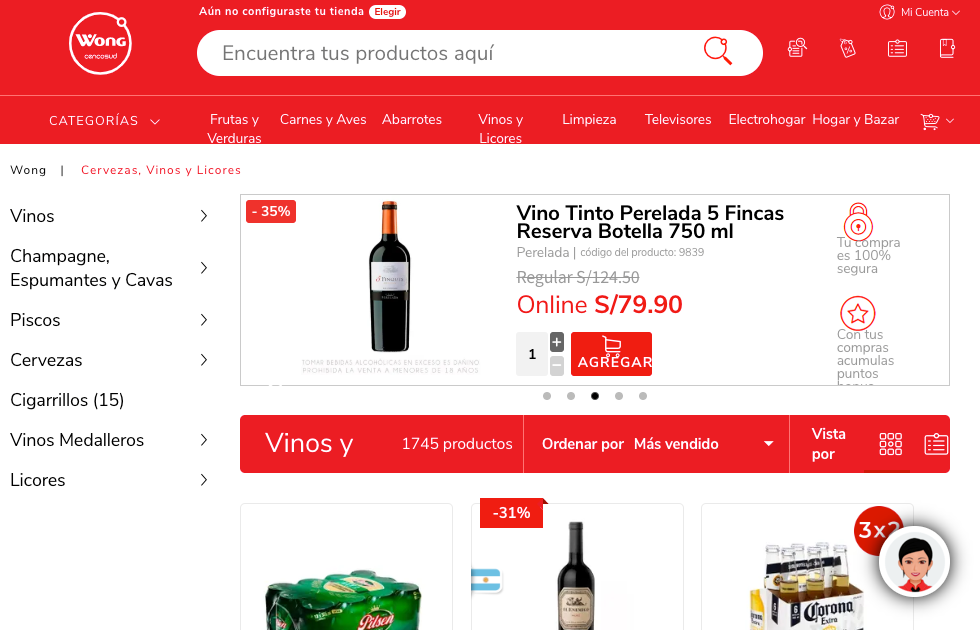 Aún no configuraste tu tienda Elegir
Mi Cuenta
Wong
cencosud
Encuentra tus productos aquí
CATEGORÍAS
Frutas y Verduras
Carnes y Aves
Abarrotes
Vinos y Licores
Limpieza
Televisores
Electrohogar
Hogar y Bazar
Wong | Cervezas, Vinos y Licores
Vinos
Champagne,
Espumantes y Cavas
Piscos
Cervezas
Cigarrillos (15)
Vinos Medalleros
Licores
- 35%
TOMAR BEBIDAS ALCOHÓLICAS EN EXCESO ES DAÑINO
PROHIBIDA LA VENTA A MENORES DE 18 AÑOS
Vino Tinto Perelada 5 Fincas
Reserva Botella 750 ml
Perelada | código del producto: 9839
Regular S/124.50
Online S/79.90
1
+
−
AGREGAR
Tu compra
es 100%
segura
Con tus
compras
acumulas
puntos
bonus
Vinos y
1745 productos
Ordenar por Más vendido
Vista
por
-31%
3x2
Pilsen
EL ENEMIGO
Corona
Extra